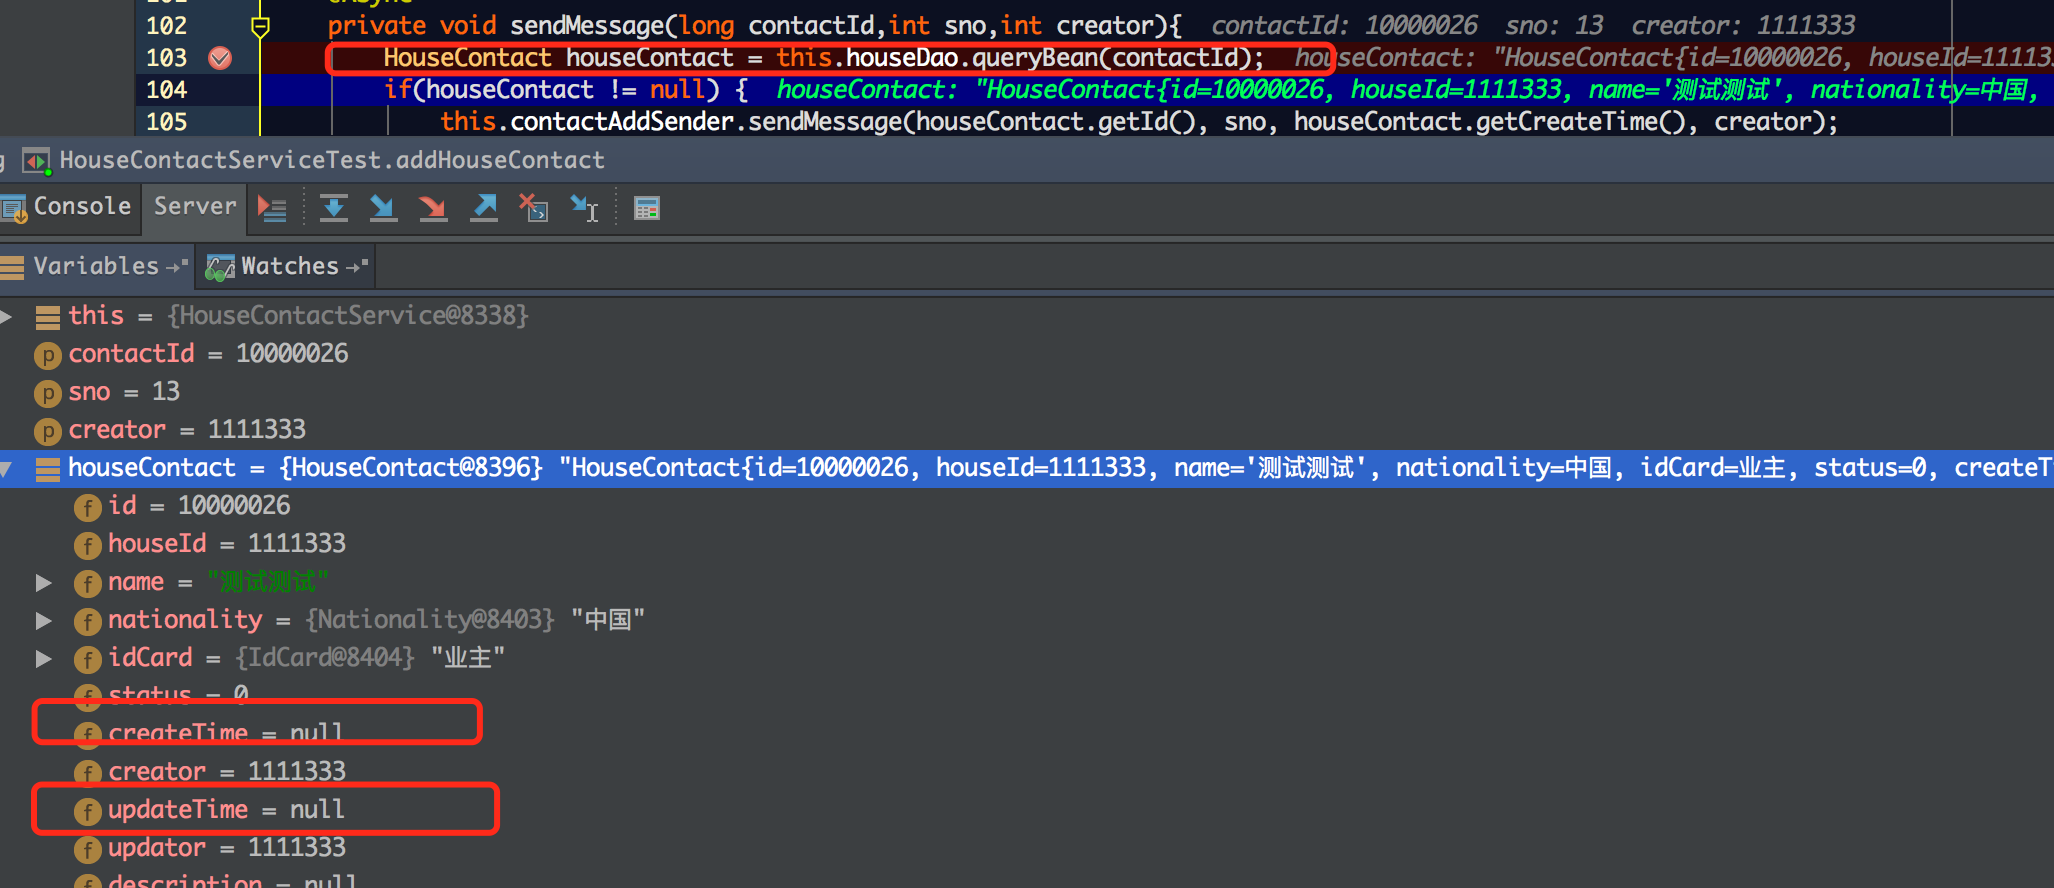 102 private void sendMessage(long contactId,int sno,int creator){ contactId: 10000026 sno: 13 creator: 1111333
103 HouseContact houseContact = this.houseDao.queryBean(contactId); houseContact: "HouseContact{id=10000026, houseId=11113
104 if(houseContact != null) { houseContact: "HouseContact{id=10000026, houseId=1111333, name='测试测试', nationality=中国,
105 this.contactAddSender.sendMessage(houseContact.getId(), sno, houseContact.getCreateTime(), creator);
HouseContactServiceTest.addHouseContact
Console Server
Variables Watches
this = {HouseContactService@8338}
contactId = 10000026
sno = 13
creator = 1111333
houseContact = {HouseContact@8396} "HouseContact{id=10000026, houseId=1111333, name='测试测试', nationality=中国, idCard=业主, status=0, createT
id = 10000026
houseId = 1111333
name = "测试测试"
nationality = {Nationality@8403} "中国"
idCard = {IdCard@8404} "业主"
status = 0
createTime = null
creator = 1111333
updateTime = null
updator = 1111333
description = null